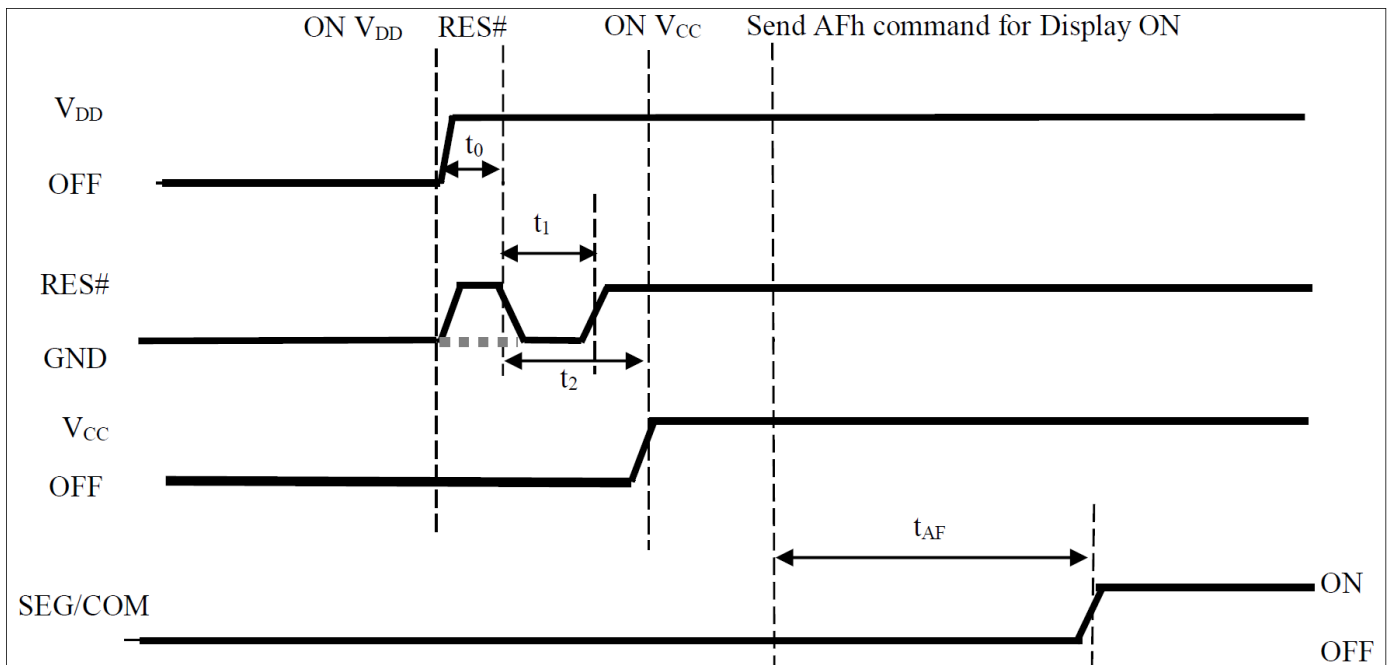 ON VDD RES# ON VCC Send AFh command for Display ON
VDD
t0
OFF
t1
RES#
GND
t2
VCC
OFF
tAF
ON
SEG/COM
OFF